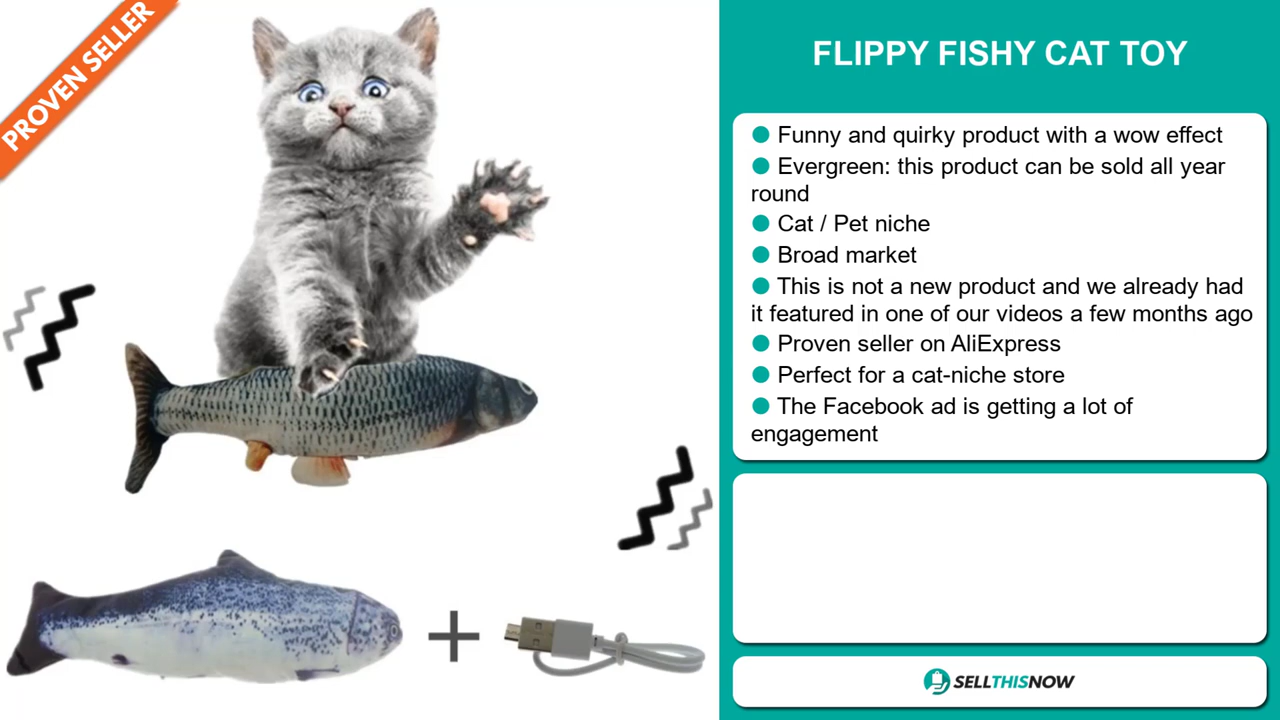 PROVEN SELLER
FLIPPY FISHY CAT TOY
● Funny and quirky product with a wow effect
● Evergreen: this product can be sold all year
round
● Cat / Pet niche
● Broad market
● This is not a new product and we already had
it featured in one of our videos a few months ago
● Proven seller on AliExpress
● Perfect for a cat-niche store
● The Facebook ad is getting a lot of
engagement
+
SELLTHISNOW